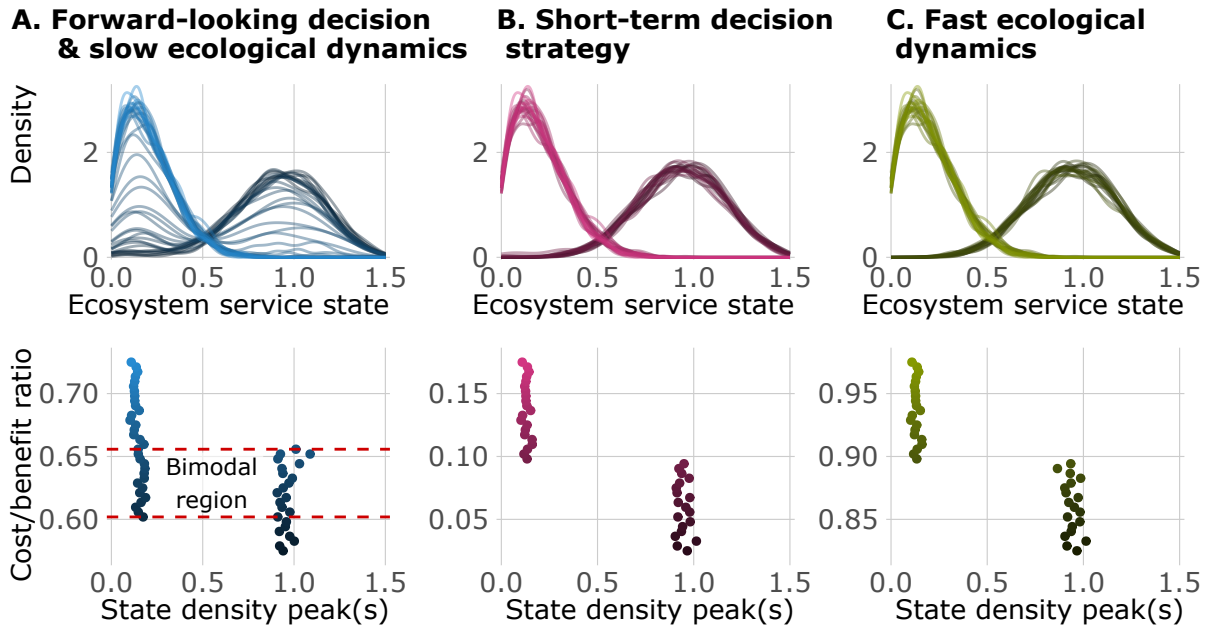 A. Forward-looking decision
& slow ecological dynamics
B. Short-term decision
strategy
C. Fast ecological
dynamics
Density
2
0
0.0 0.5 1.0 1.5
Ecosystem service state
0.0 0.5 1.0 1.5
Ecosystem service state
0.0 0.5 1.0 1.5
Ecosystem service state
Cost/benefit ratio
0.70
0.65
0.60
Bimodal
region
0.0 0.5 1.0 1.5
State density peak(s)
0.15
0.10
0.05
0.0 0.5 1.0 1.5
State density peak(s)
0.95
0.90
0.85
0.0 0.5 1.0 1.5
State density peak(s)